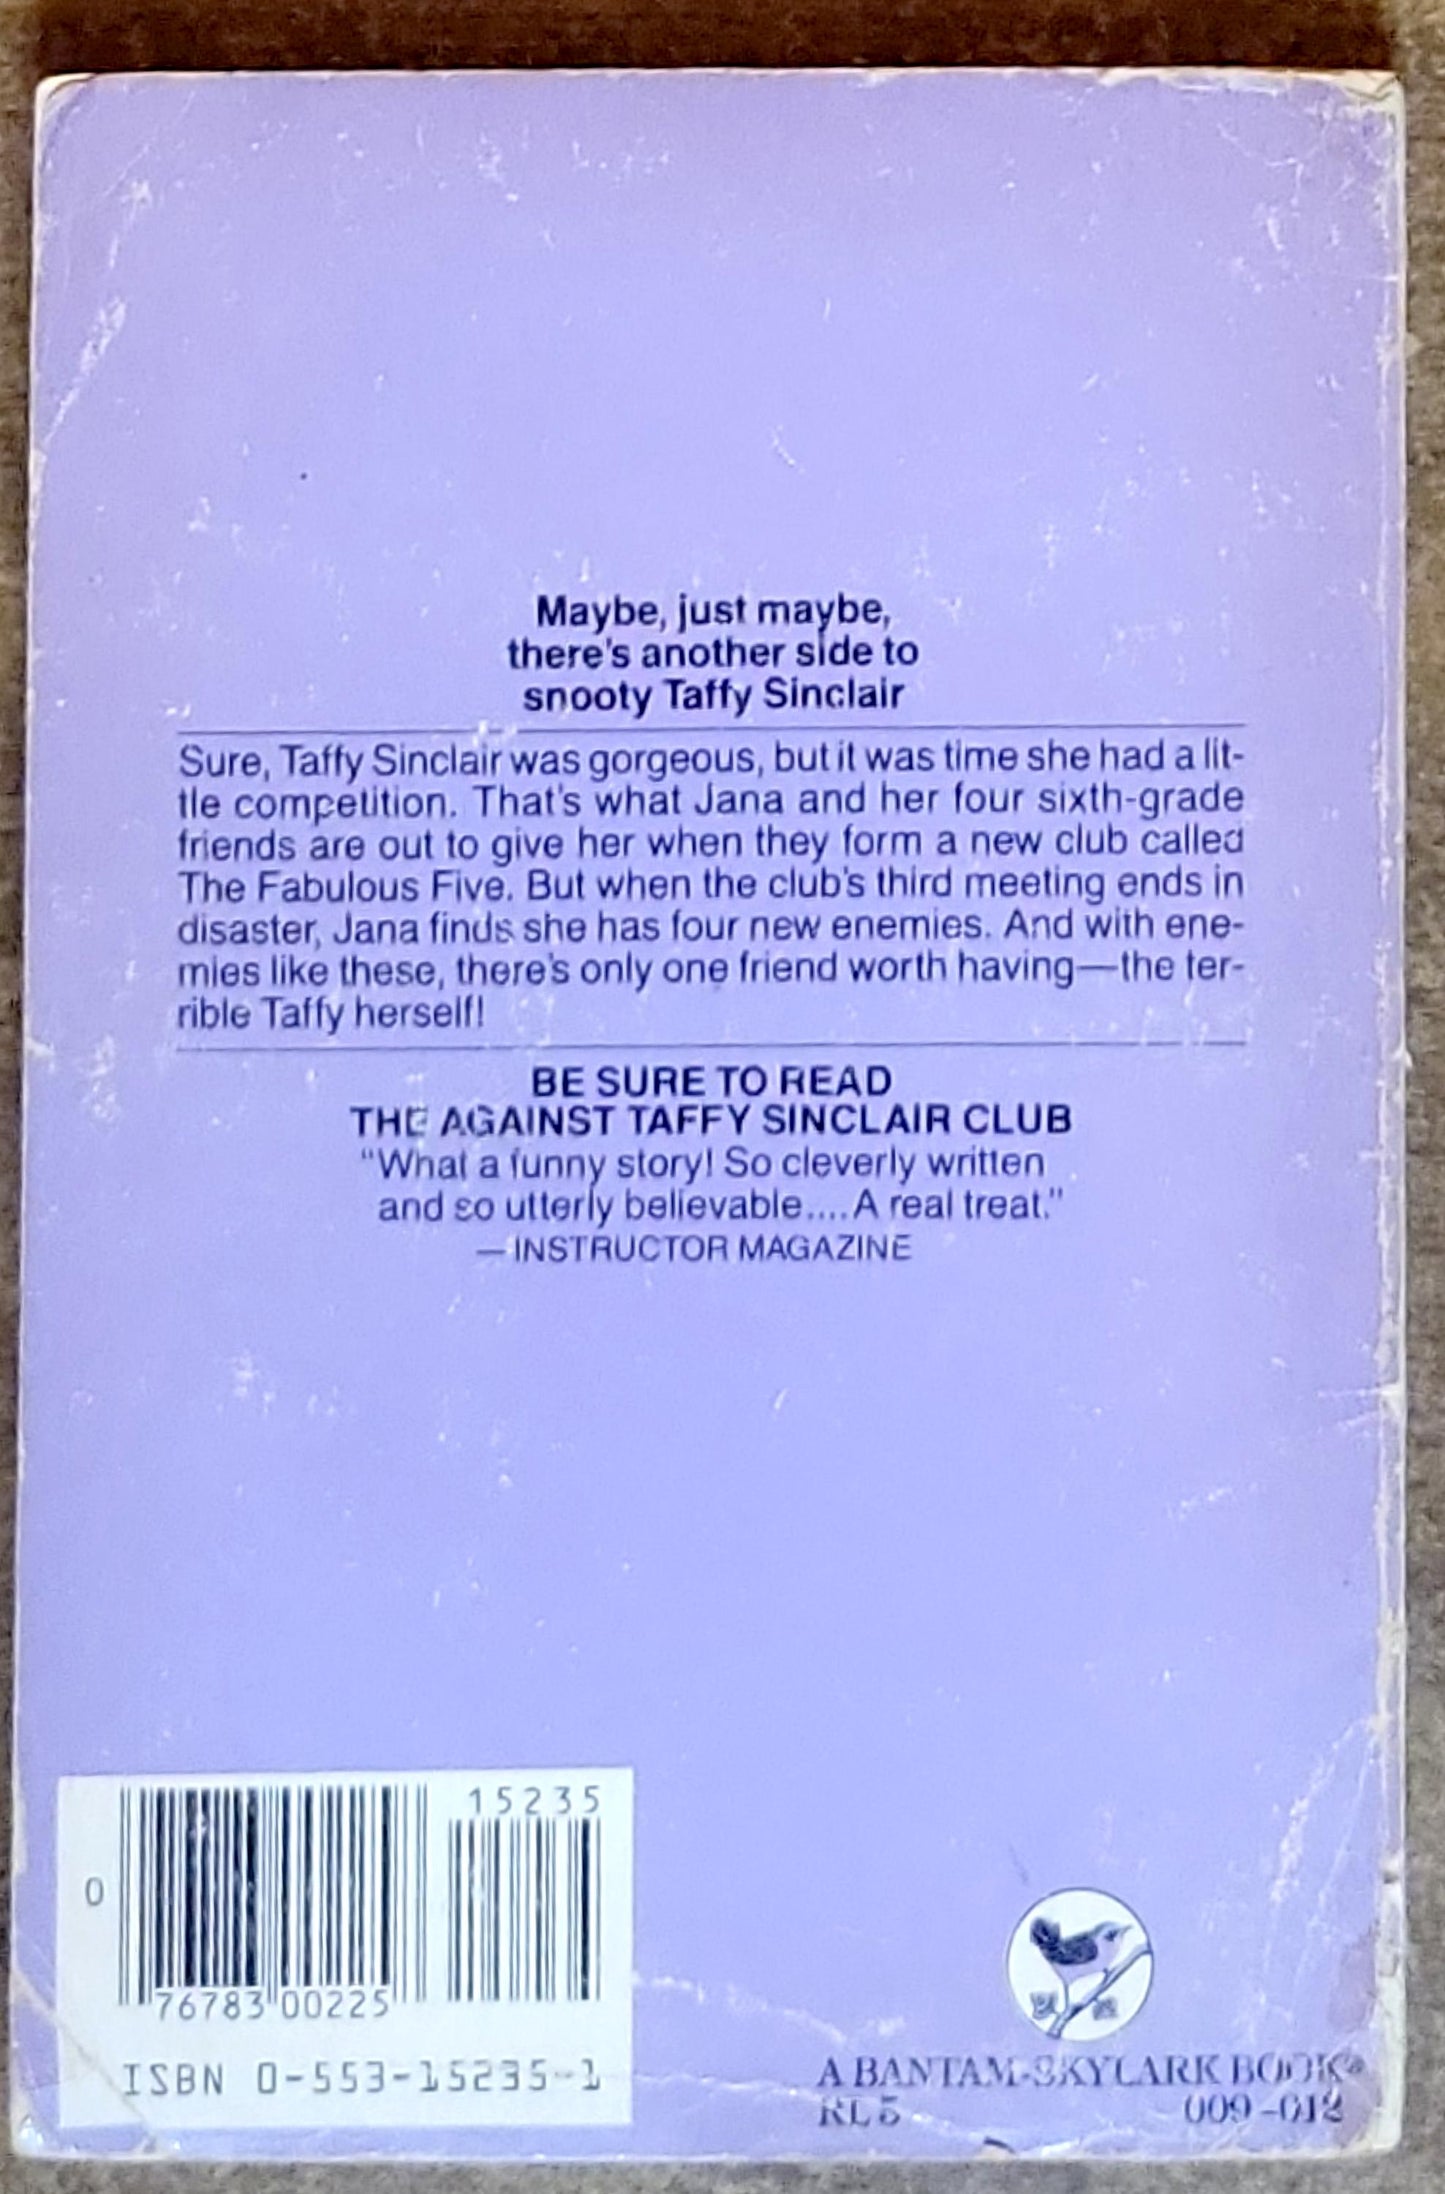 Maybe, just maybe,
there's another side to
snooty Taffy Sinclair
Sure, Taffy Sinclair was gorgeous, but it was time she had a lit-
tle competition. That's what Jana and her four sixth-grade
friends are out to give her when they form a new club called
The Fabulous Five. But when the club's third meeting ends in
disaster, Jana finds she has four new enemies. And with ene-
mies like these, there's only one friend worth having—the ter-
rible Taffy herself!
BE SURE TO READ
THE AGAINST TAFFY SINCLAIR CLUB
"What a funny story! So cleverly written
and so utterly believable....A real treat."
—INSTRUCTOR MAGAZINE
15235
0
76783 00225
ISBN 0-553-15235-1
A BANTAM-SKYLARK BOOK®
RL 5 009-012